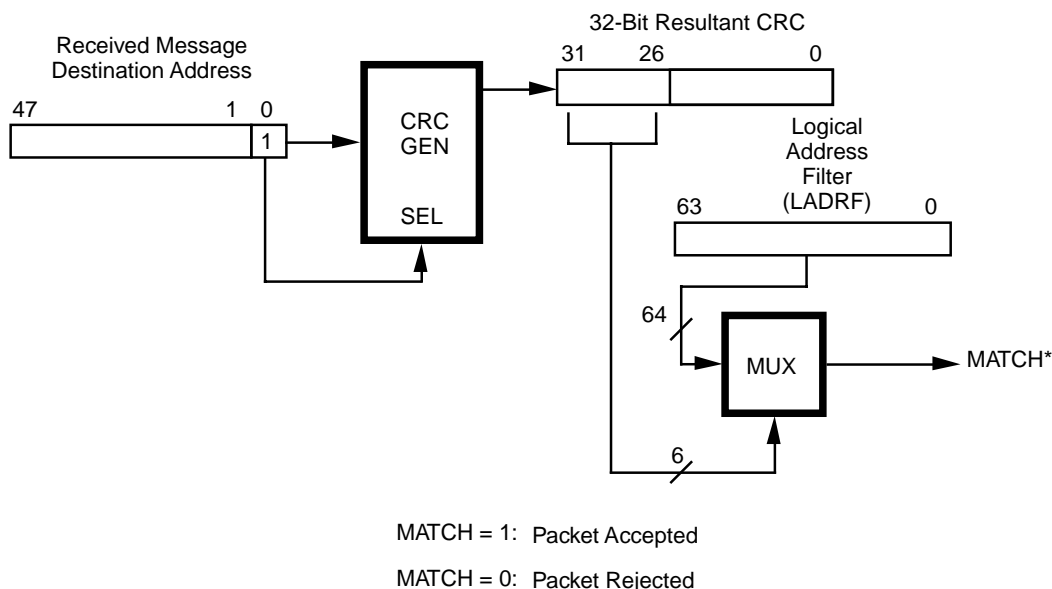 32-Bit Resultant CRC
31 26 0
Received Message
Destination Address
47 1 0
1
CRC
GEN
SEL
Logical
Address
Filter
(LADRF)
63 0
64
MUX
MATCH*
6
MATCH = 1: Packet Accepted
MATCH = 0: Packet Rejected